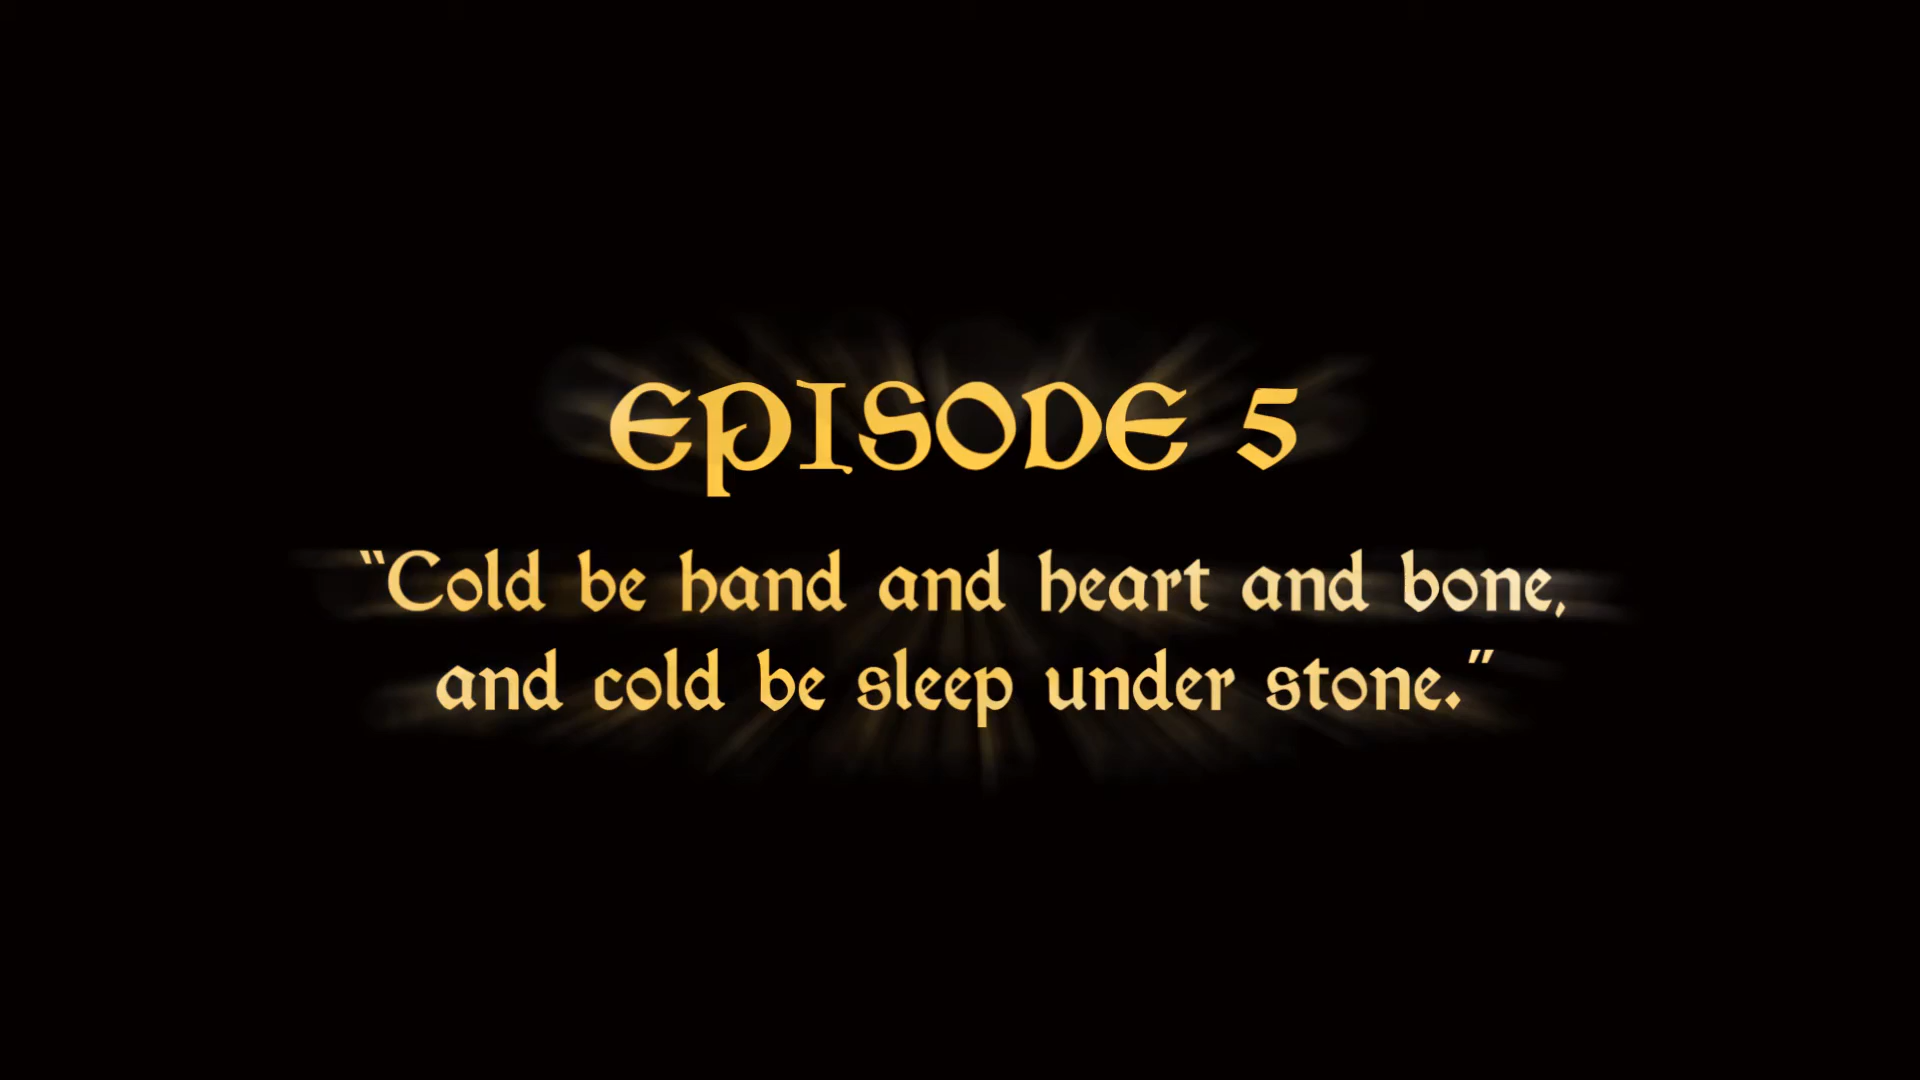 EPISODE 5
“Cold be hand and heart and bone,
and cold be sleep under stone.”